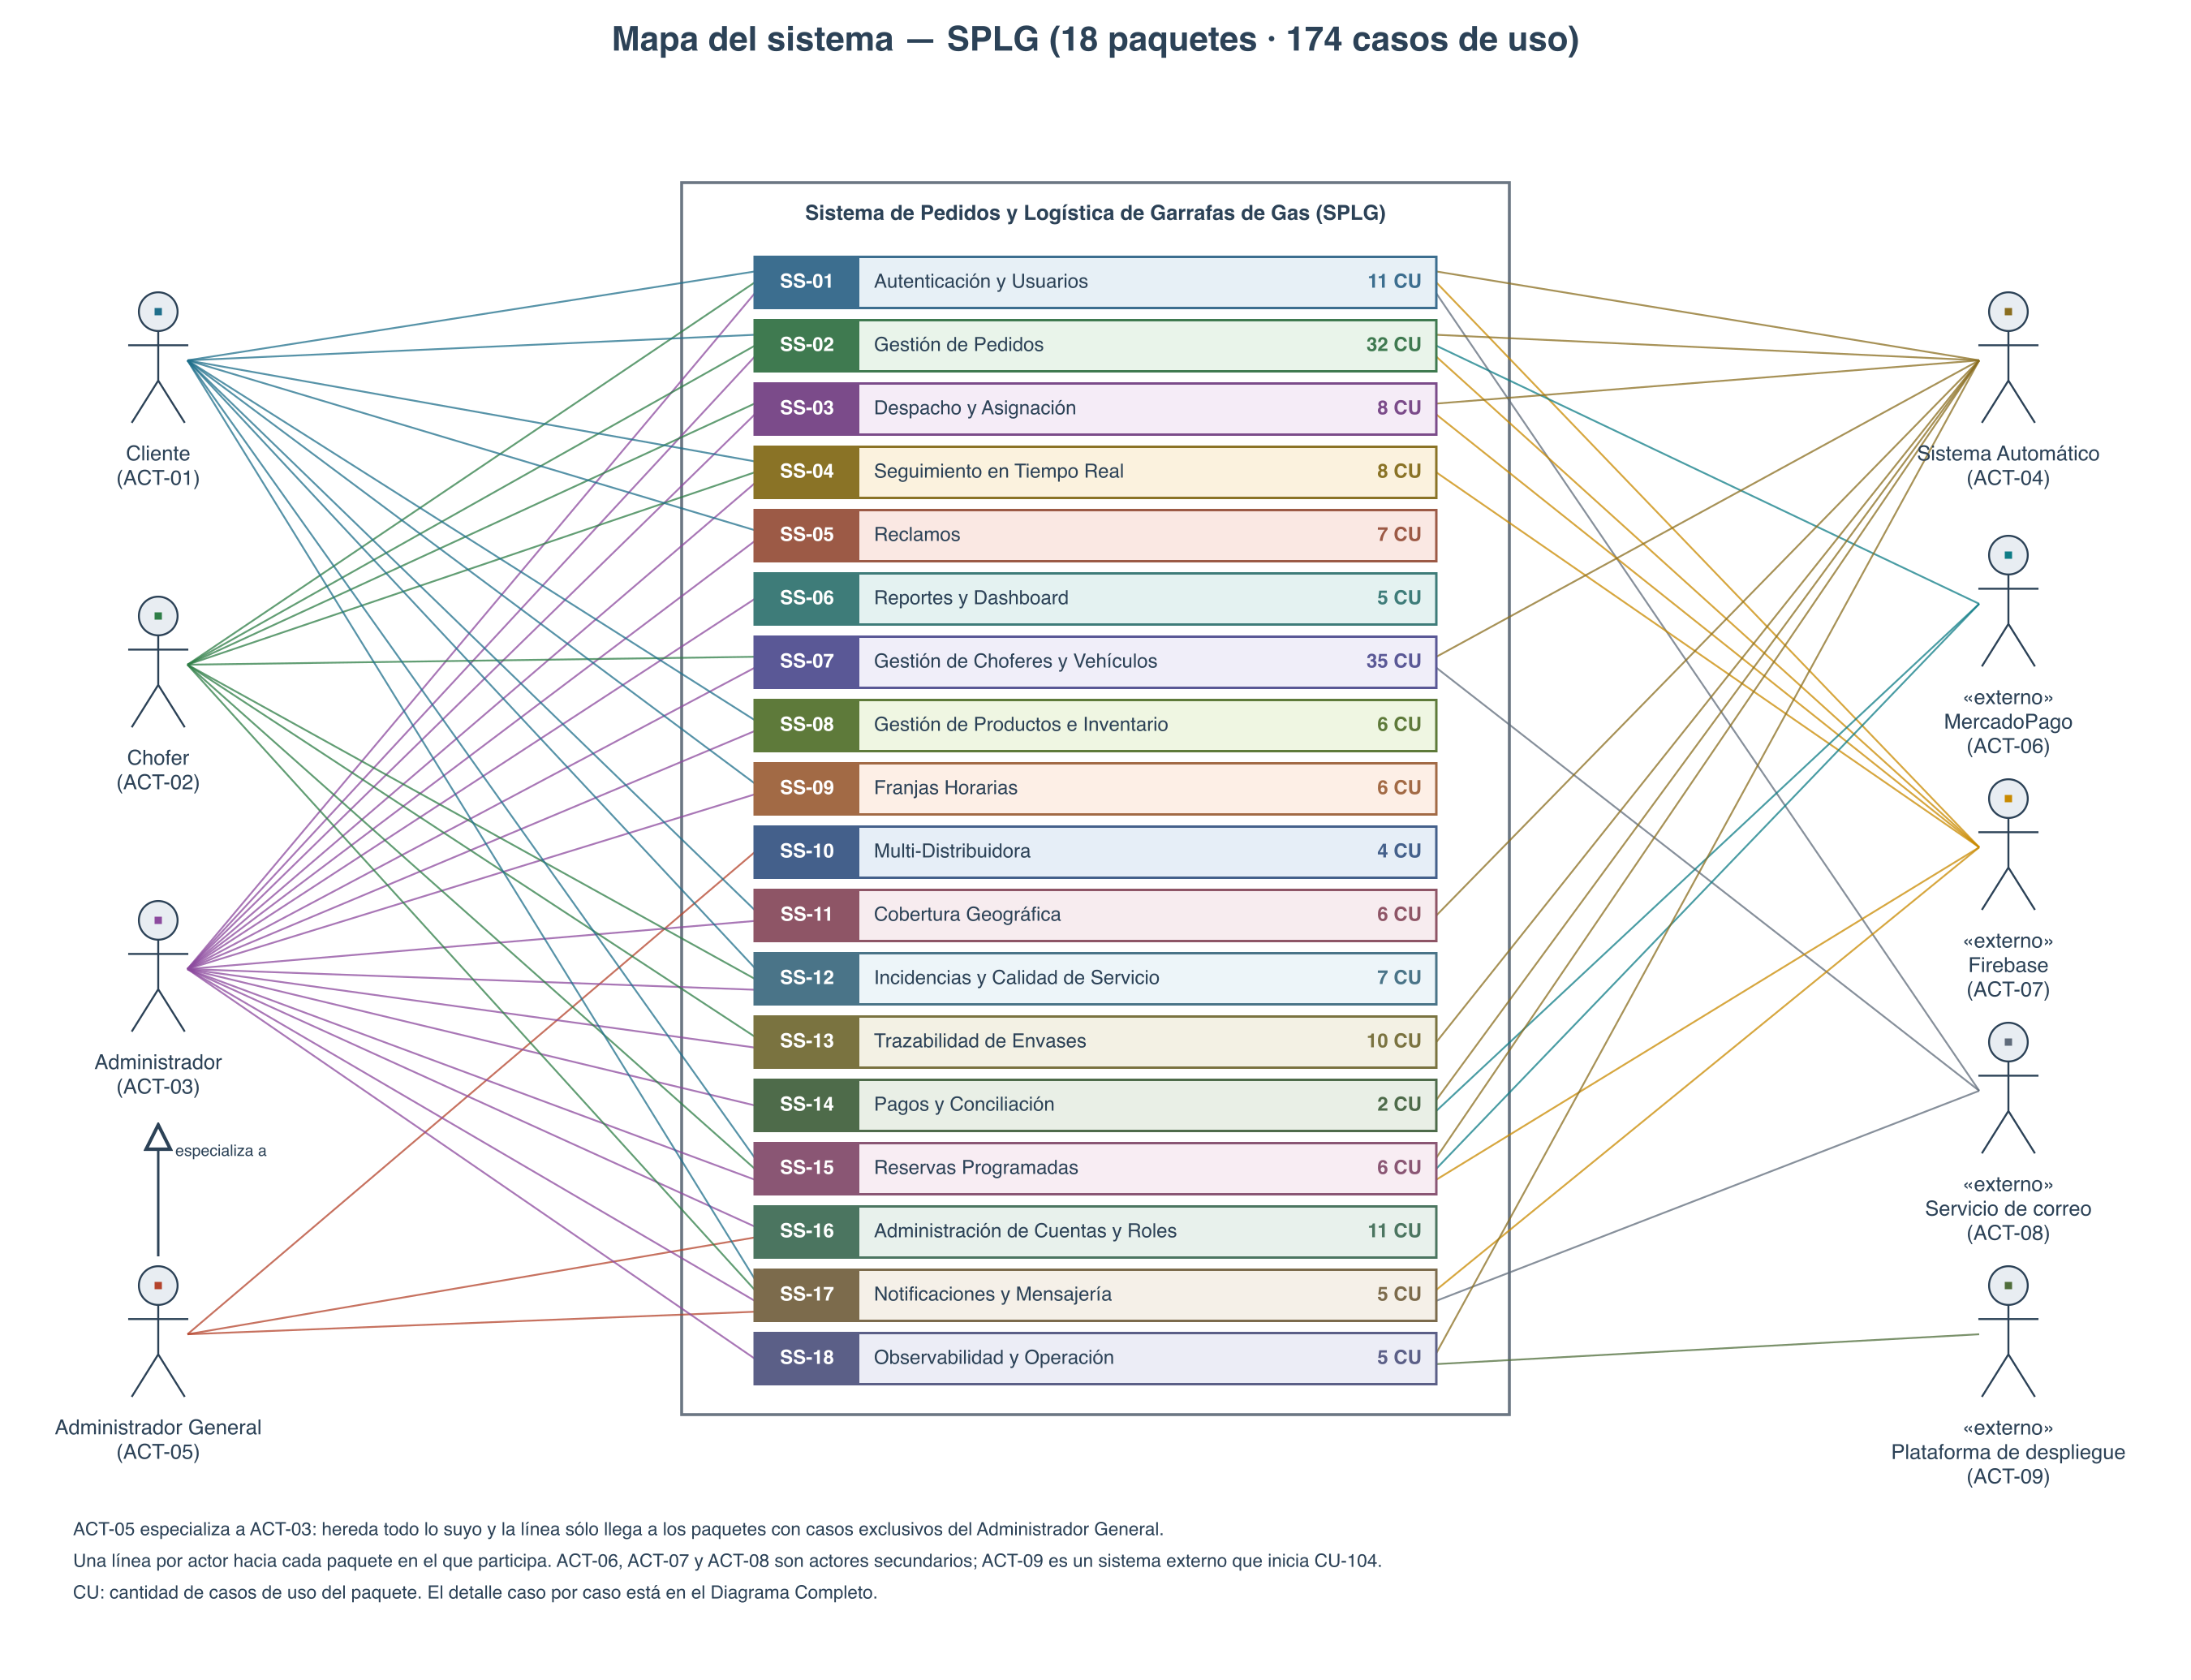 Mapa del sistema — SPLG (18 paquetes · 174 casos de uso)
Sistema de Pedidos y Logística de Garrafas de Gas (SPLG)
SS-01 Autenticación y Usuarios 11 CU
SS-02 Gestión de Pedidos 32 CU
SS-03 Despacho y Asignación 8 CU
SS-04 Seguimiento en Tiempo Real 8 CU
SS-05 Reclamos 7 CU
SS-06 Reportes y Dashboard 5 CU
SS-07 Gestión de Choferes y Vehículos 35 CU
SS-08 Gestión de Productos e Inventario 6 CU
SS-09 Franjas Horarias 6 CU
SS-10 Multi-Distribuidora 4 CU
SS-11 Cobertura Geográfica 6 CU
SS-12 Incidencias y Calidad de Servicio 7 CU
SS-13 Trazabilidad de Envases 10 CU
SS-14 Pagos y Conciliación 2 CU
SS-15 Reservas Programadas 6 CU
SS-16 Administración de Cuentas y Roles 11 CU
SS-17 Notificaciones y Mensajería 5 CU
SS-18 Observabilidad y Operación 5 CU
Cliente
(ACT-01)
Chofer
(ACT-02)
Administrador
(ACT-03)
especializa a
Administrador General
(ACT-05)
Sistema Automático
(ACT-04)
«externo»
MercadoPago
(ACT-06)
«externo»
Firebase
(ACT-07)
«externo»
Servicio de correo
(ACT-08)
«externo»
Plataforma de despliegue
(ACT-09)
ACT-05 especializa a ACT-03: hereda todo lo suyo y la línea sólo llega a los paquetes con casos exclusivos del Administrador General.
Una línea por actor hacia cada paquete en el que participa. ACT-06, ACT-07 y ACT-08 son actores secundarios; ACT-09 es un sistema externo que inicia CU-104.
CU: cantidad de casos de uso del paquete. El detalle caso por caso está en el Diagrama Completo.